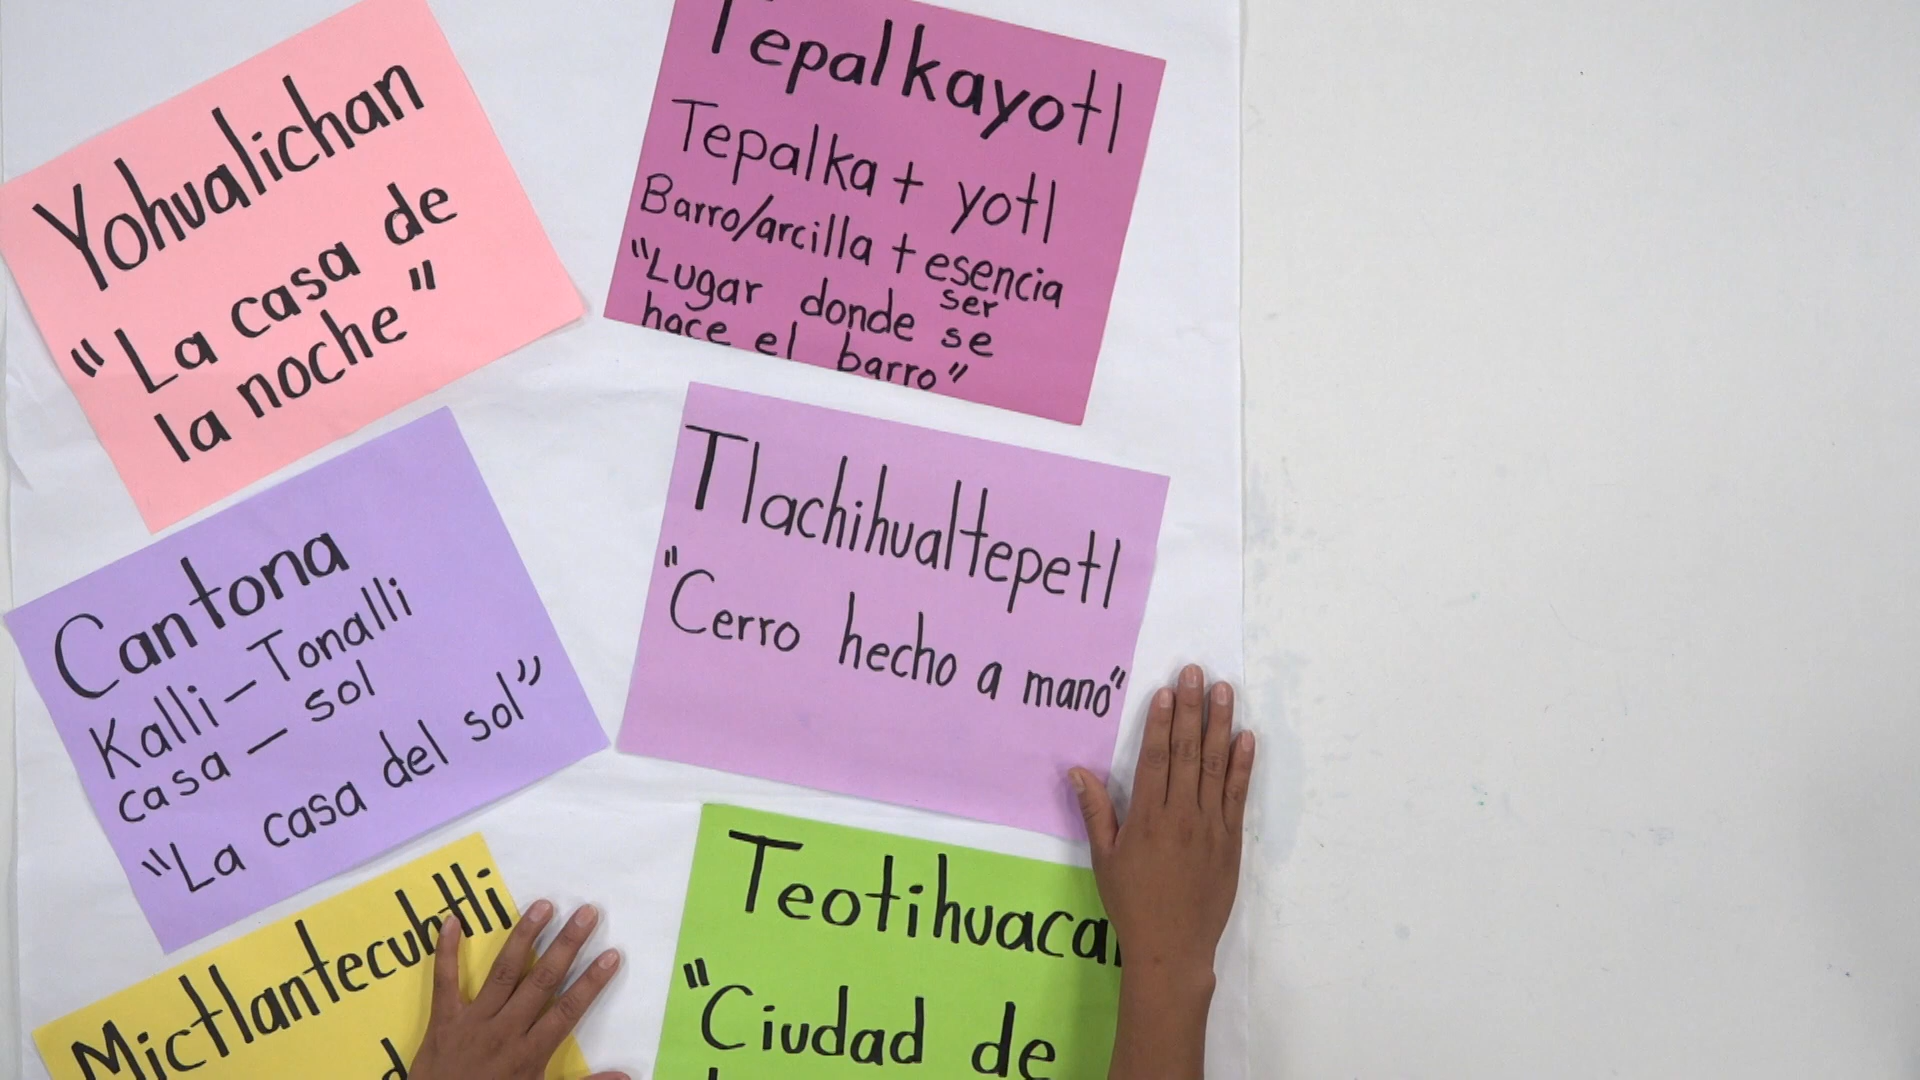 Yohualichan
"La casa de
la noche"
Tepalkayotl
Tepalka + yotl
Barro/arcilla + esencia
ser
"Lugar donde se
hace el barro"
Cantona
Kalli - Tonalli
casa - sol
"La casa del sol"
Tlachihualtepetl
"Cerro hecho a mano"
Mictlantecuhtli
Teotihuacan
"Ciudad de